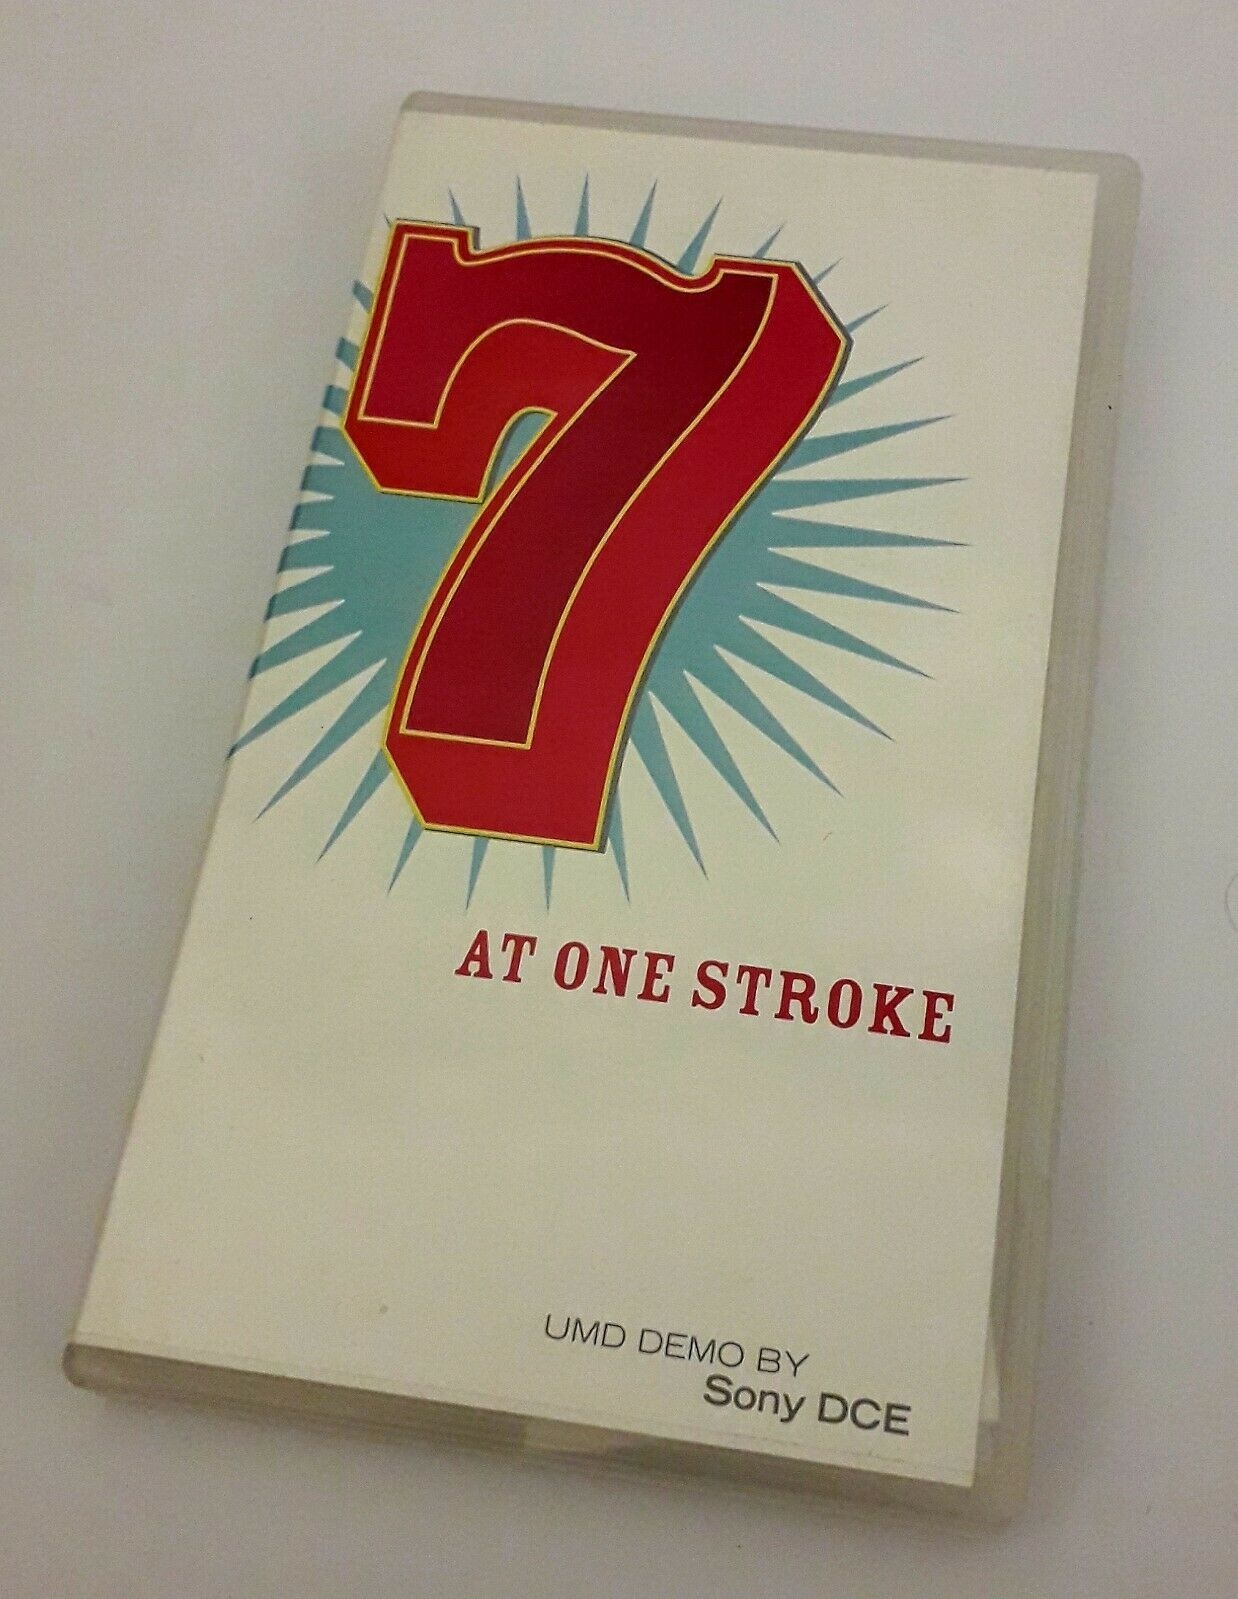 7
AT ONE STROKE
UMD DEMO BY
Sony DCE